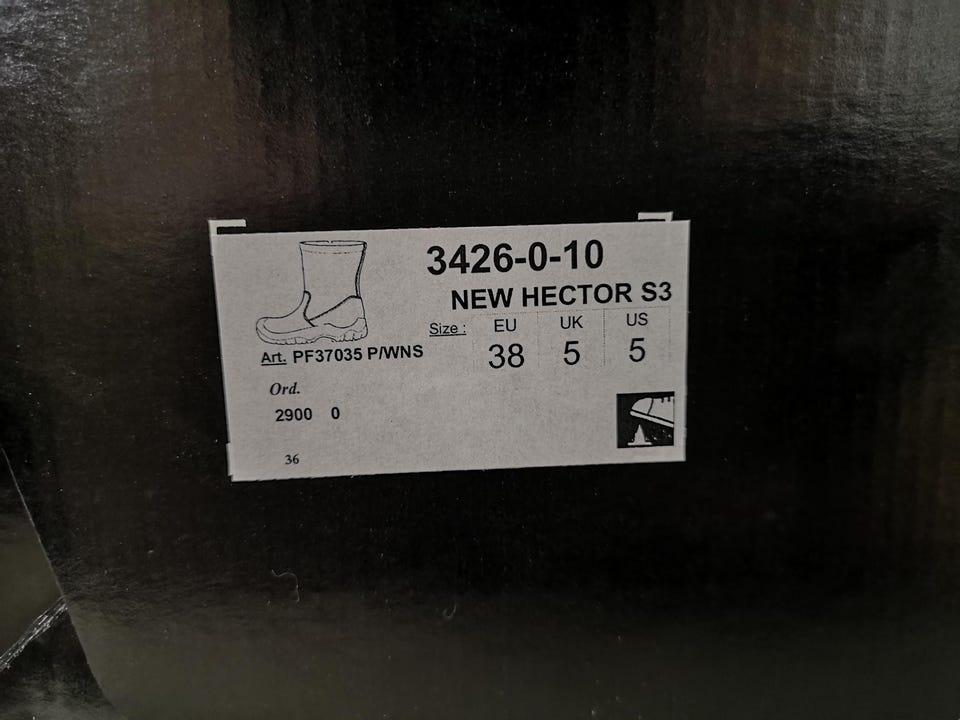 3426-0-10
NEW HECTOR S3
Size : EU UK US
38 5 5
Art. PF37035 P/WNS
Ord.
2900 0
36